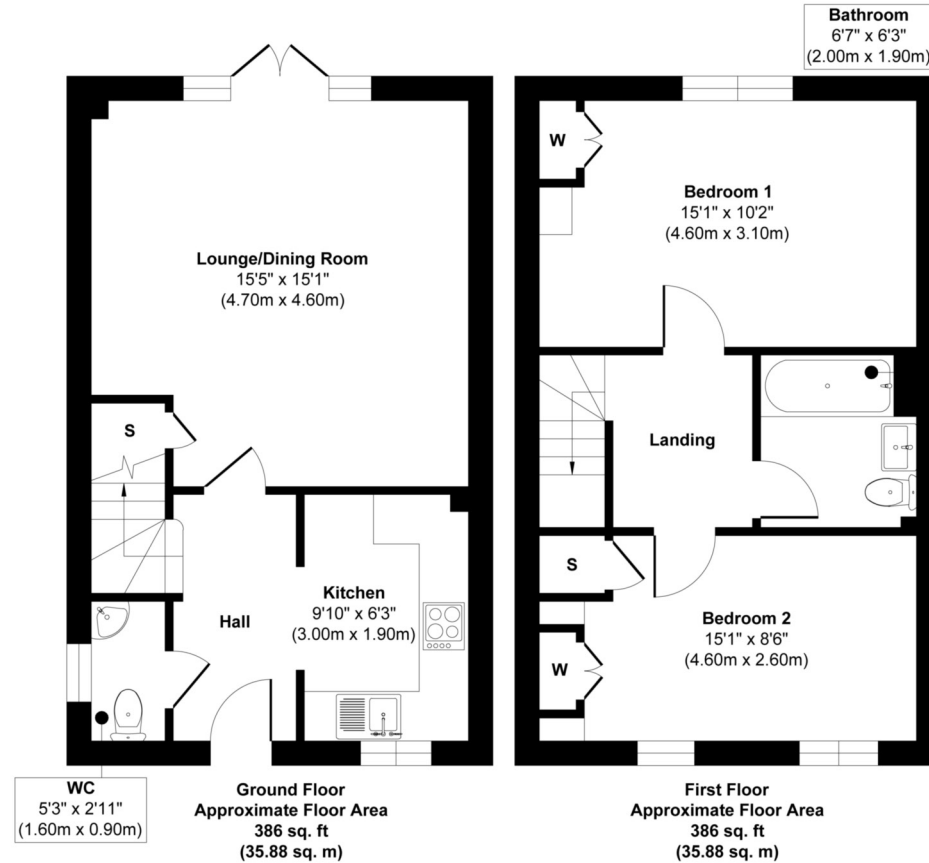 Bathroom
6'7" x 6'3"
(2.00m x 1.90m)
W
Bedroom 1
15'1" x 10'2"
(4.60m x 3.10m)
Lounge/Dining Room
15'5" x 15'1"
(4.70m x 4.60m)
S
Landing
S
Kitchen
9'10" x 6'3"
(3.00m x 1.90m)
Hall
Bedroom 2
15'1" x 8'6"
(4.60m x 2.60m)
W
WC
5'3" x 2'11"
(1.60m x 0.90m)
Ground Floor
Approximate Floor Area
386 sq. ft
(35.88 sq. m)
First Floor
Approximate Floor Area
386 sq. ft
(35.88 sq. m)